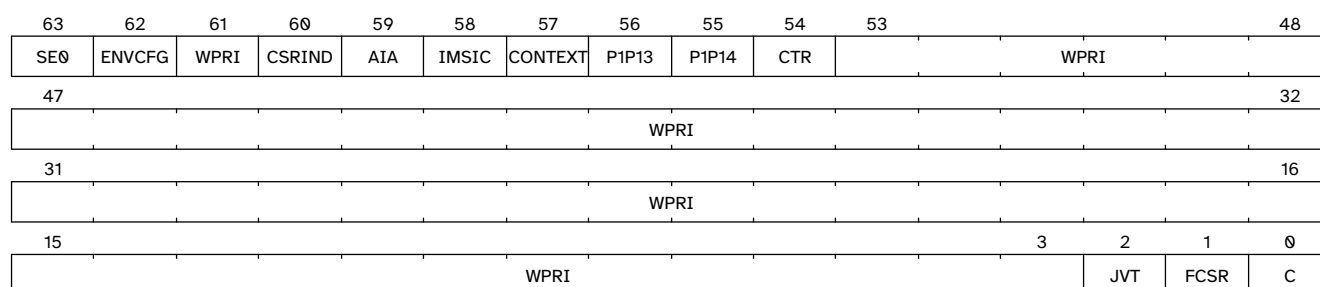 63 62 61 60 59 58 57 56 55 54 53 48
SE0 ENVCFG WPRI CSRIND AIA IMSIC CONTEXT P1P13 P1P14 CTR WPRI
47 32
WPRI
31 16
WPRI
15 3 2 1 0
WPRI JVT FCSR C